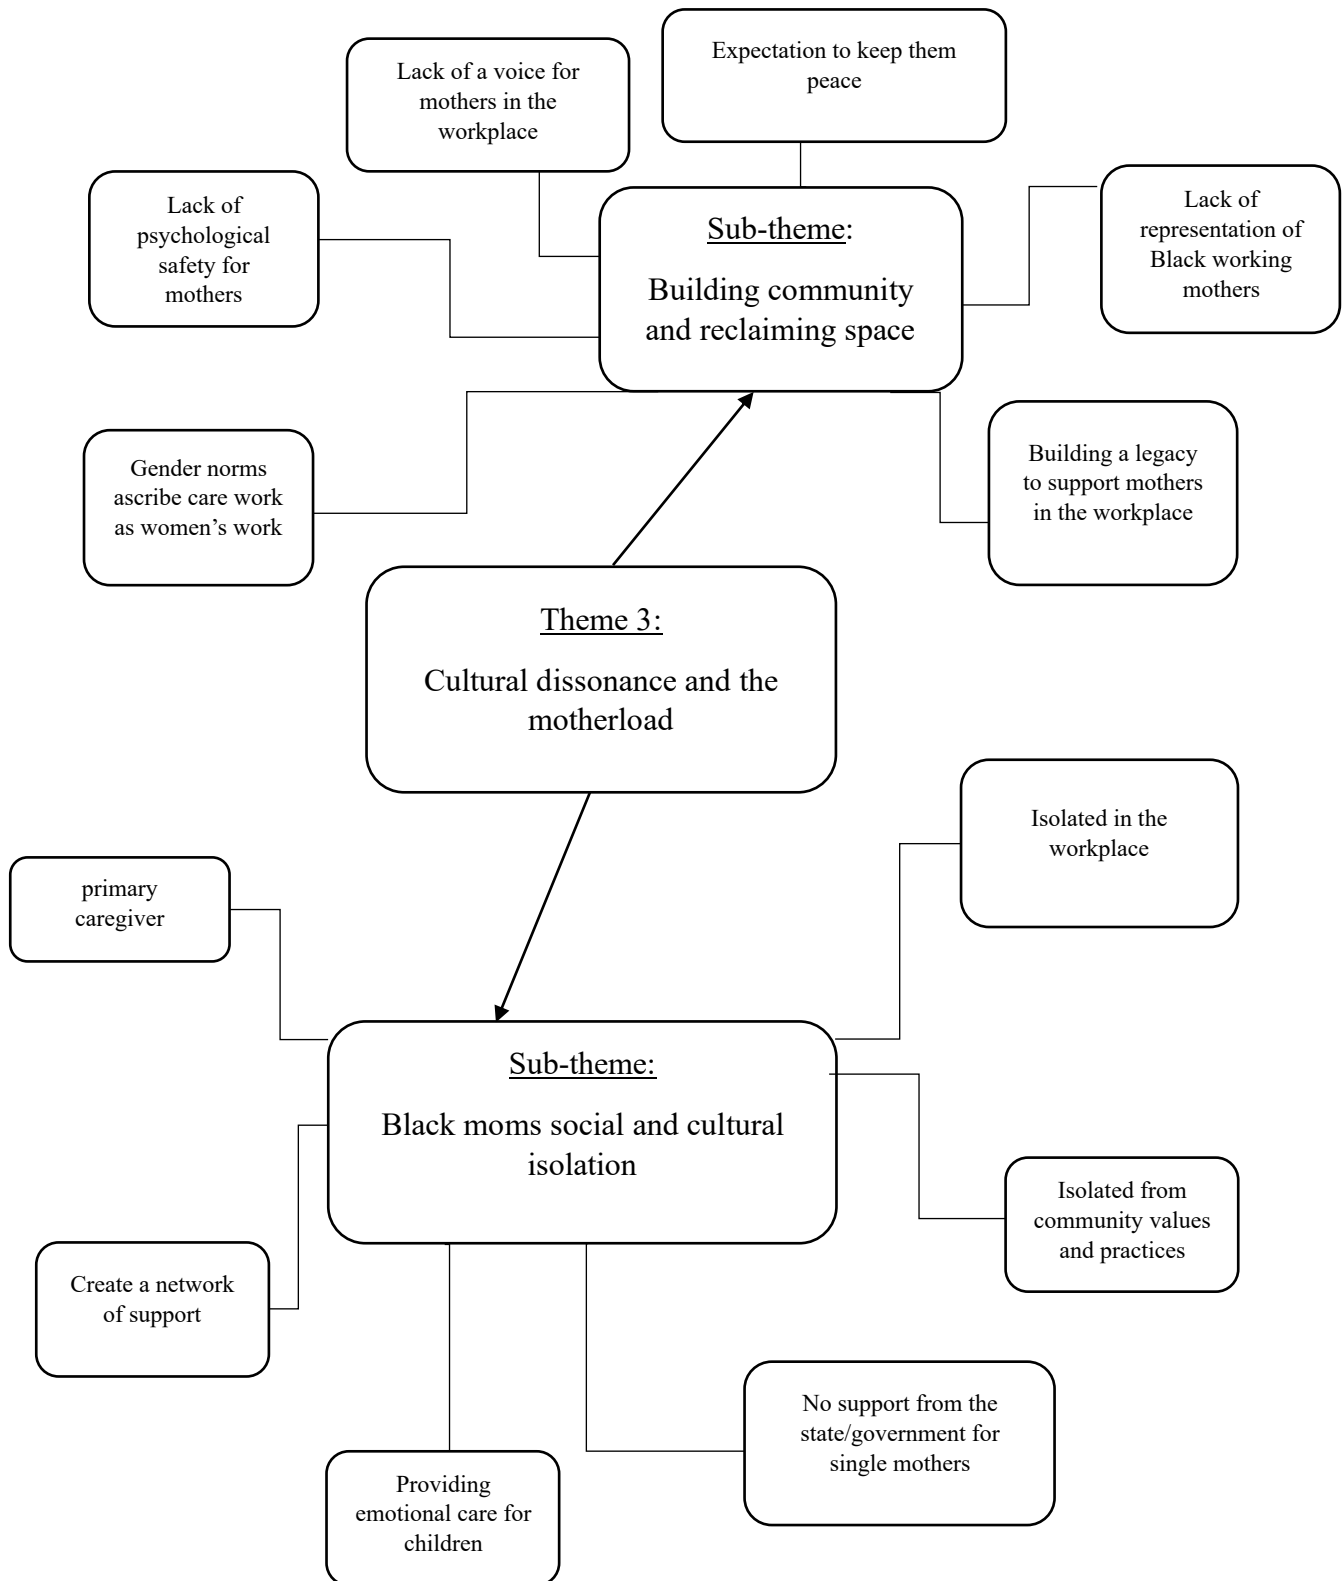 Expectation to keep them
peace
Lack of a voice for
mothers in the
workplace
Lack of
psychological
safety for
mothers
Sub-theme:
Building community
and reclaiming space
Lack of
representation of
Black working
mothers
Gender norms
ascribe care work
as women’s work
Building a legacy
to support mothers
in the workplace
Theme 3:
Cultural dissonance and the
motherload
Isolated in the
workplace
primary
caregiver
Sub-theme:
Black moms social and cultural
isolation
Isolated from
community values
and practices
Create a network
of support
No support from the
state/government for
single mothers
Providing
emotional care for
children